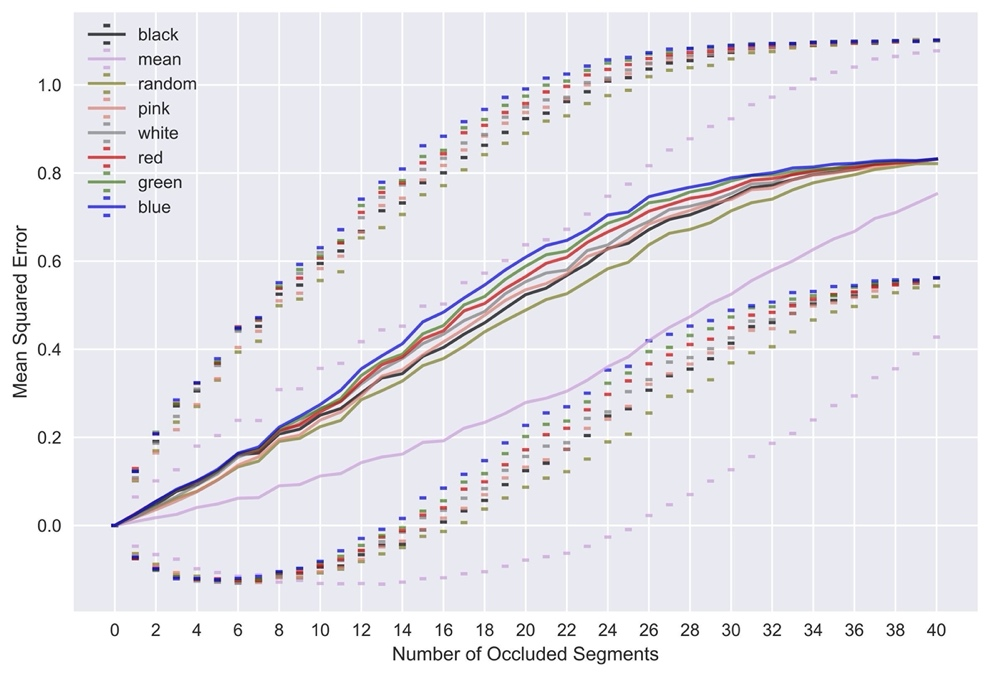 black
mean
random
pink
white
red
green
blue
Mean Squared Error
1.0
0.8
0.6
0.4
0.2
0.0
0 2 4 6 8 10 12 14 16 18 20 22 24 26 28 30 32 34 36 38 40
Number of Occluded Segments